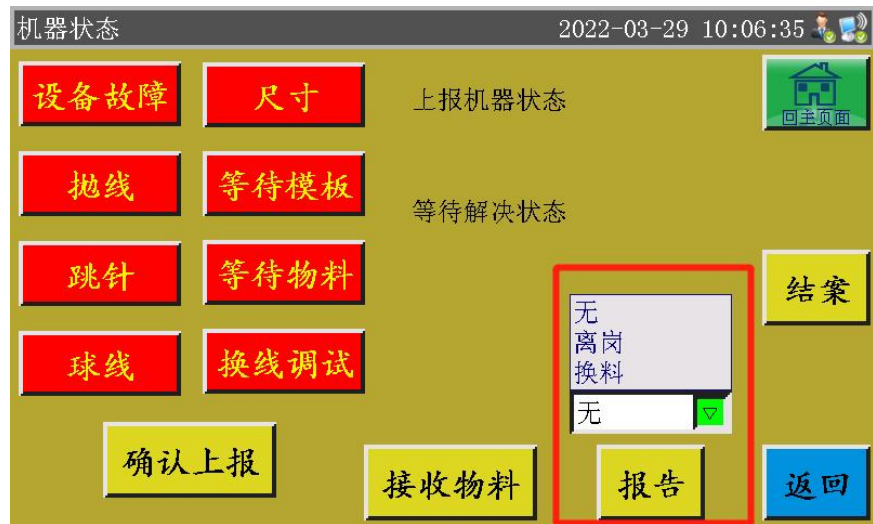 机器状态 2022-03-29 10:06:35
设备故障 尺寸 上报机器状态 回主页面
抛线 等待模板 等待解决状态
跳针 等待物料 结案
无
离岗
换料
球线 换线调试 无
确认上报 接收物料 报告 返回